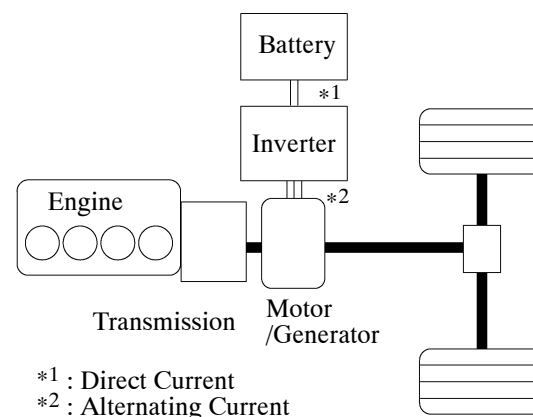 Battery
*1
Inverter
*2
Engine
Transmission
Motor
/Generator
*1 : Direct Current
*2 : Alternating Current